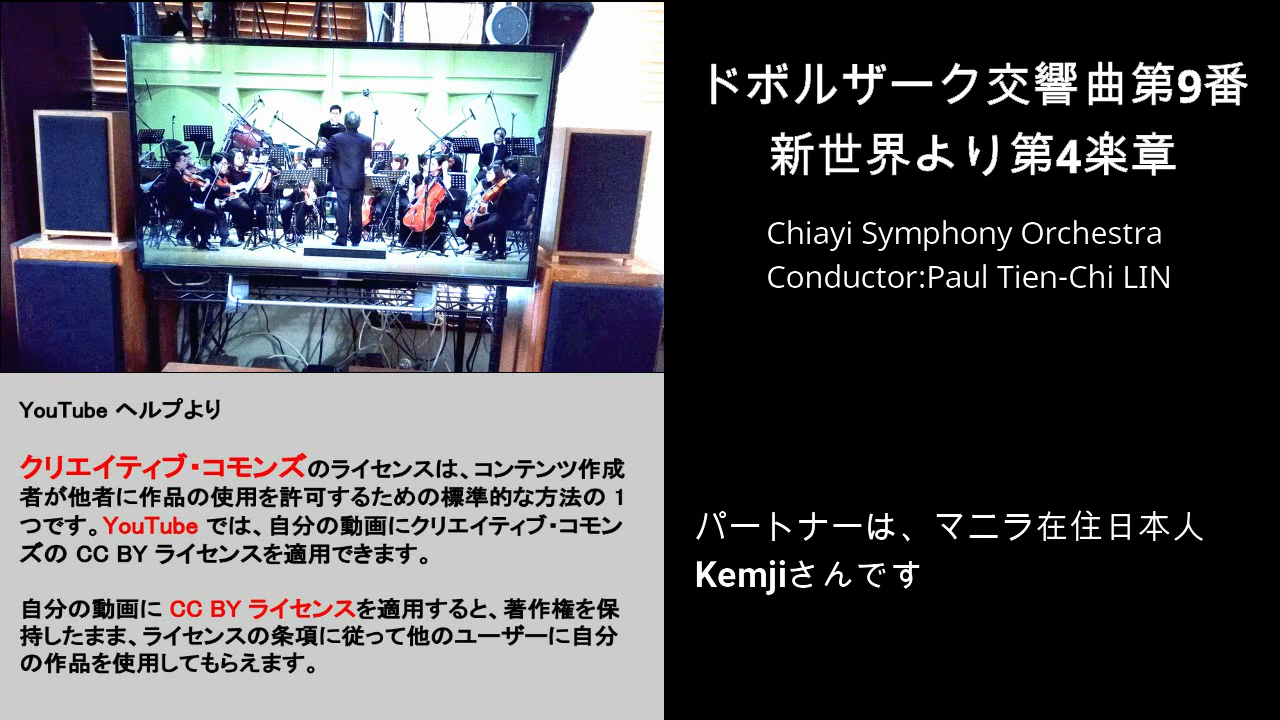 ドボルザーク交響曲第9番
新世界より第4楽章
Chiayi Symphony Orchestra
Conductor:Paul Tien-Chi LIN
YouTube ヘルプより
クリエイティブ・コモンズのライセンスは、コンテンツ作成
者が他者に作品の使用を許可するための標準的な方法の 1
つです。YouTube では、自分の動画にクリエイティブ・コモン
ズの CC BY ライセンスを適用できます。
自分の動画に CC BY ライセンスを適用すると、著作権を保
持したまま、ライセンスの条項に従って他のユーザーに自分
の作品を使用してもらえます。
パートナーは、マニラ在住日本人
Kemjiさんです